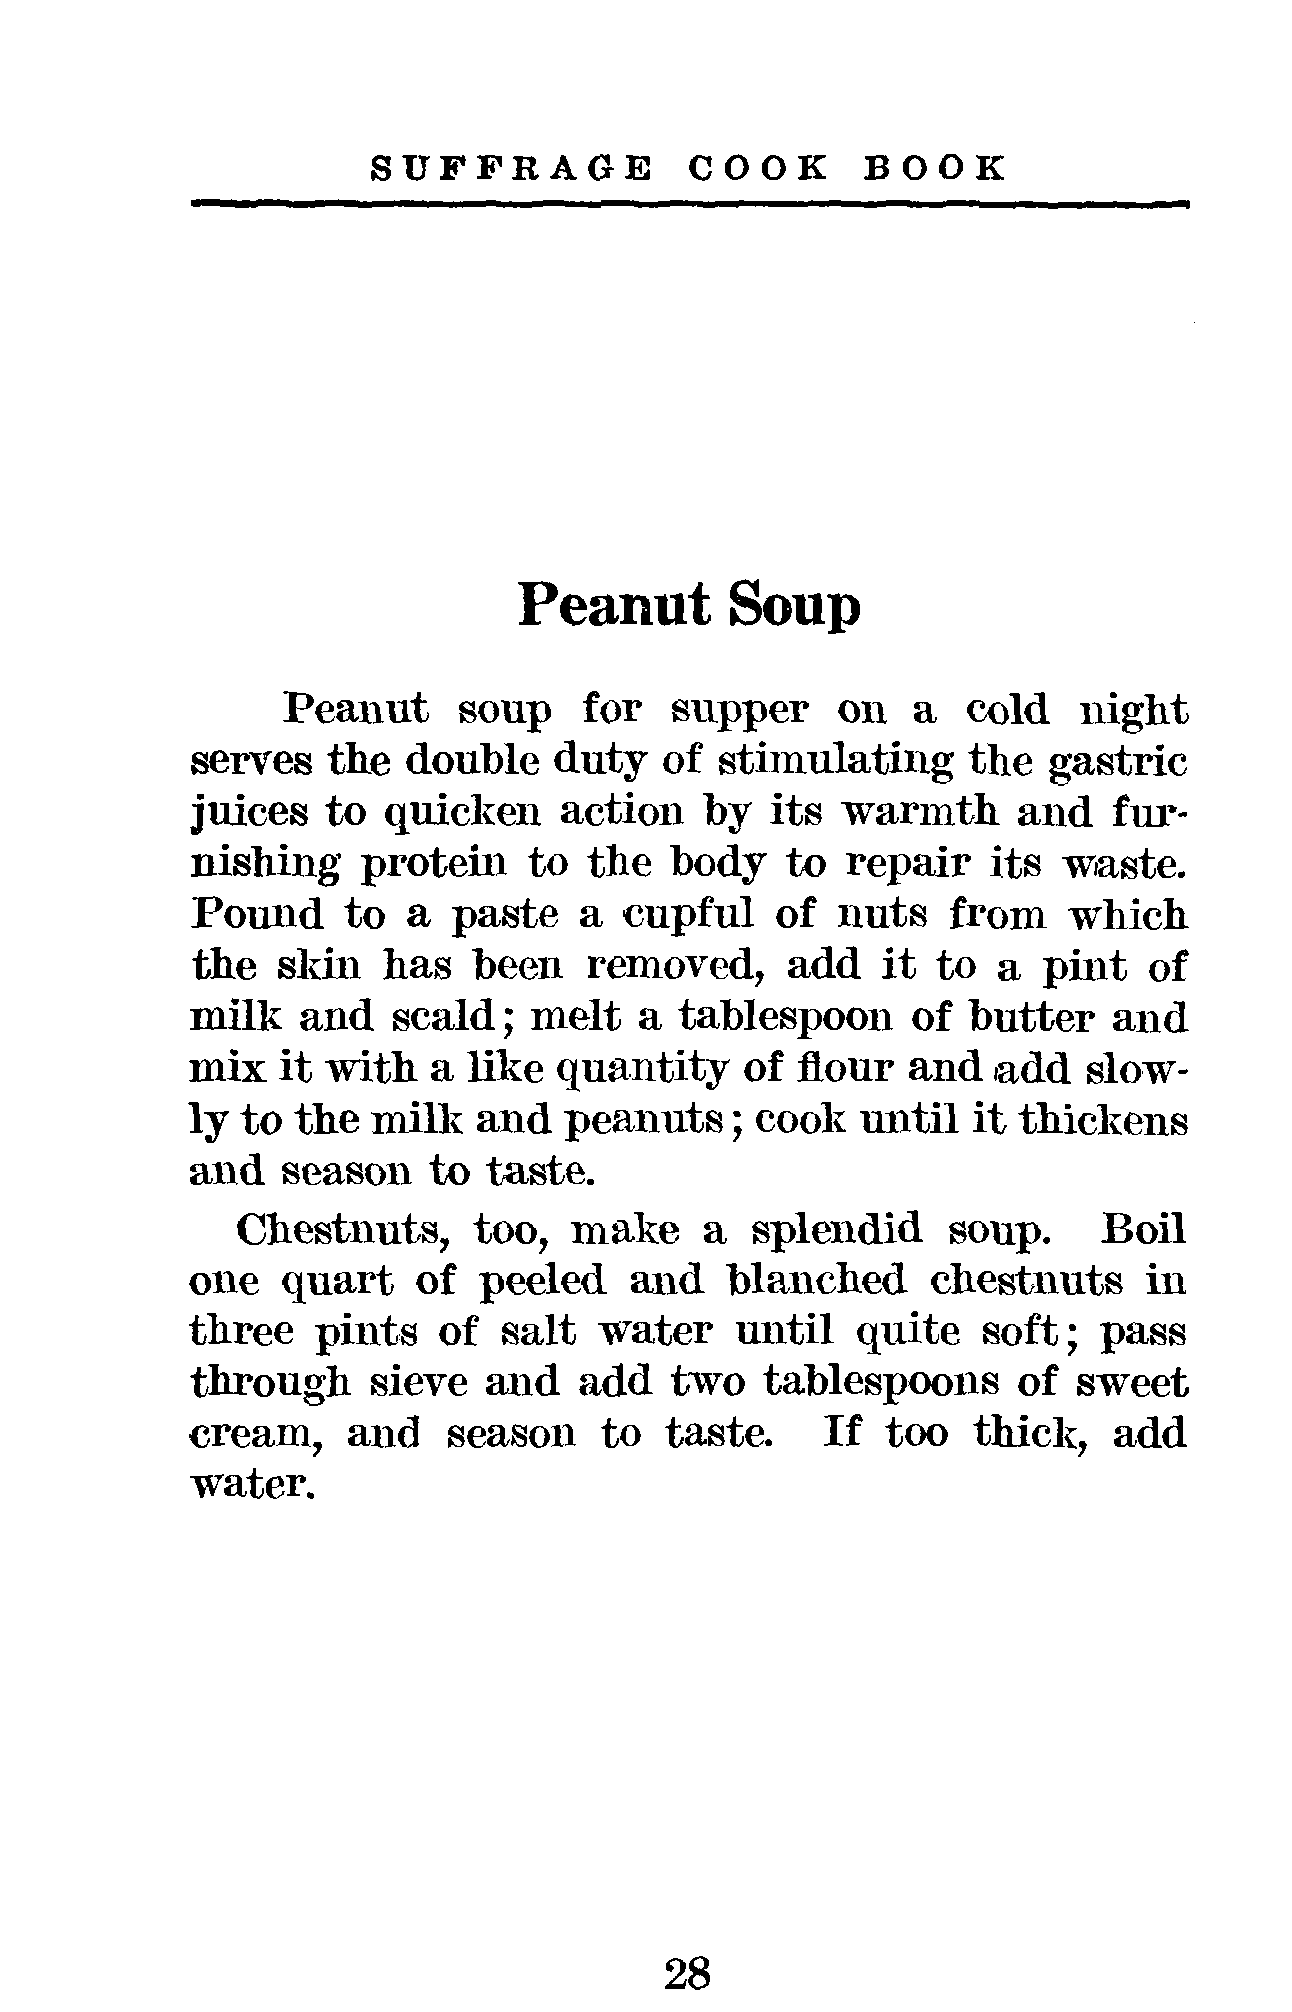 SUFFRAGE COOK BOOK
Peanut Soup
Peanut soup for supper on a cold night
serves the double duty of stimulating the gastric
juices to quicken action by its warmth and fur-
nishing protein to the body to repair its waste.
Pound to a paste a cupful of nuts from which
the skin has been removed, add it to a pint of
milk and scald; melt a tablespoon of butter and
mix it with a like quantity of flour and add slow-
ly to the milk and peanuts; cook until it thickens
and season to taste.
Chestnuts, too, make a splendid soup. Boil
one quart of peeled and blanched chestnuts in
three pints of salt water until quite soft; pass
through sieve and add two tablespoons of sweet
cream, and season to taste. If too thick, add
water.
28